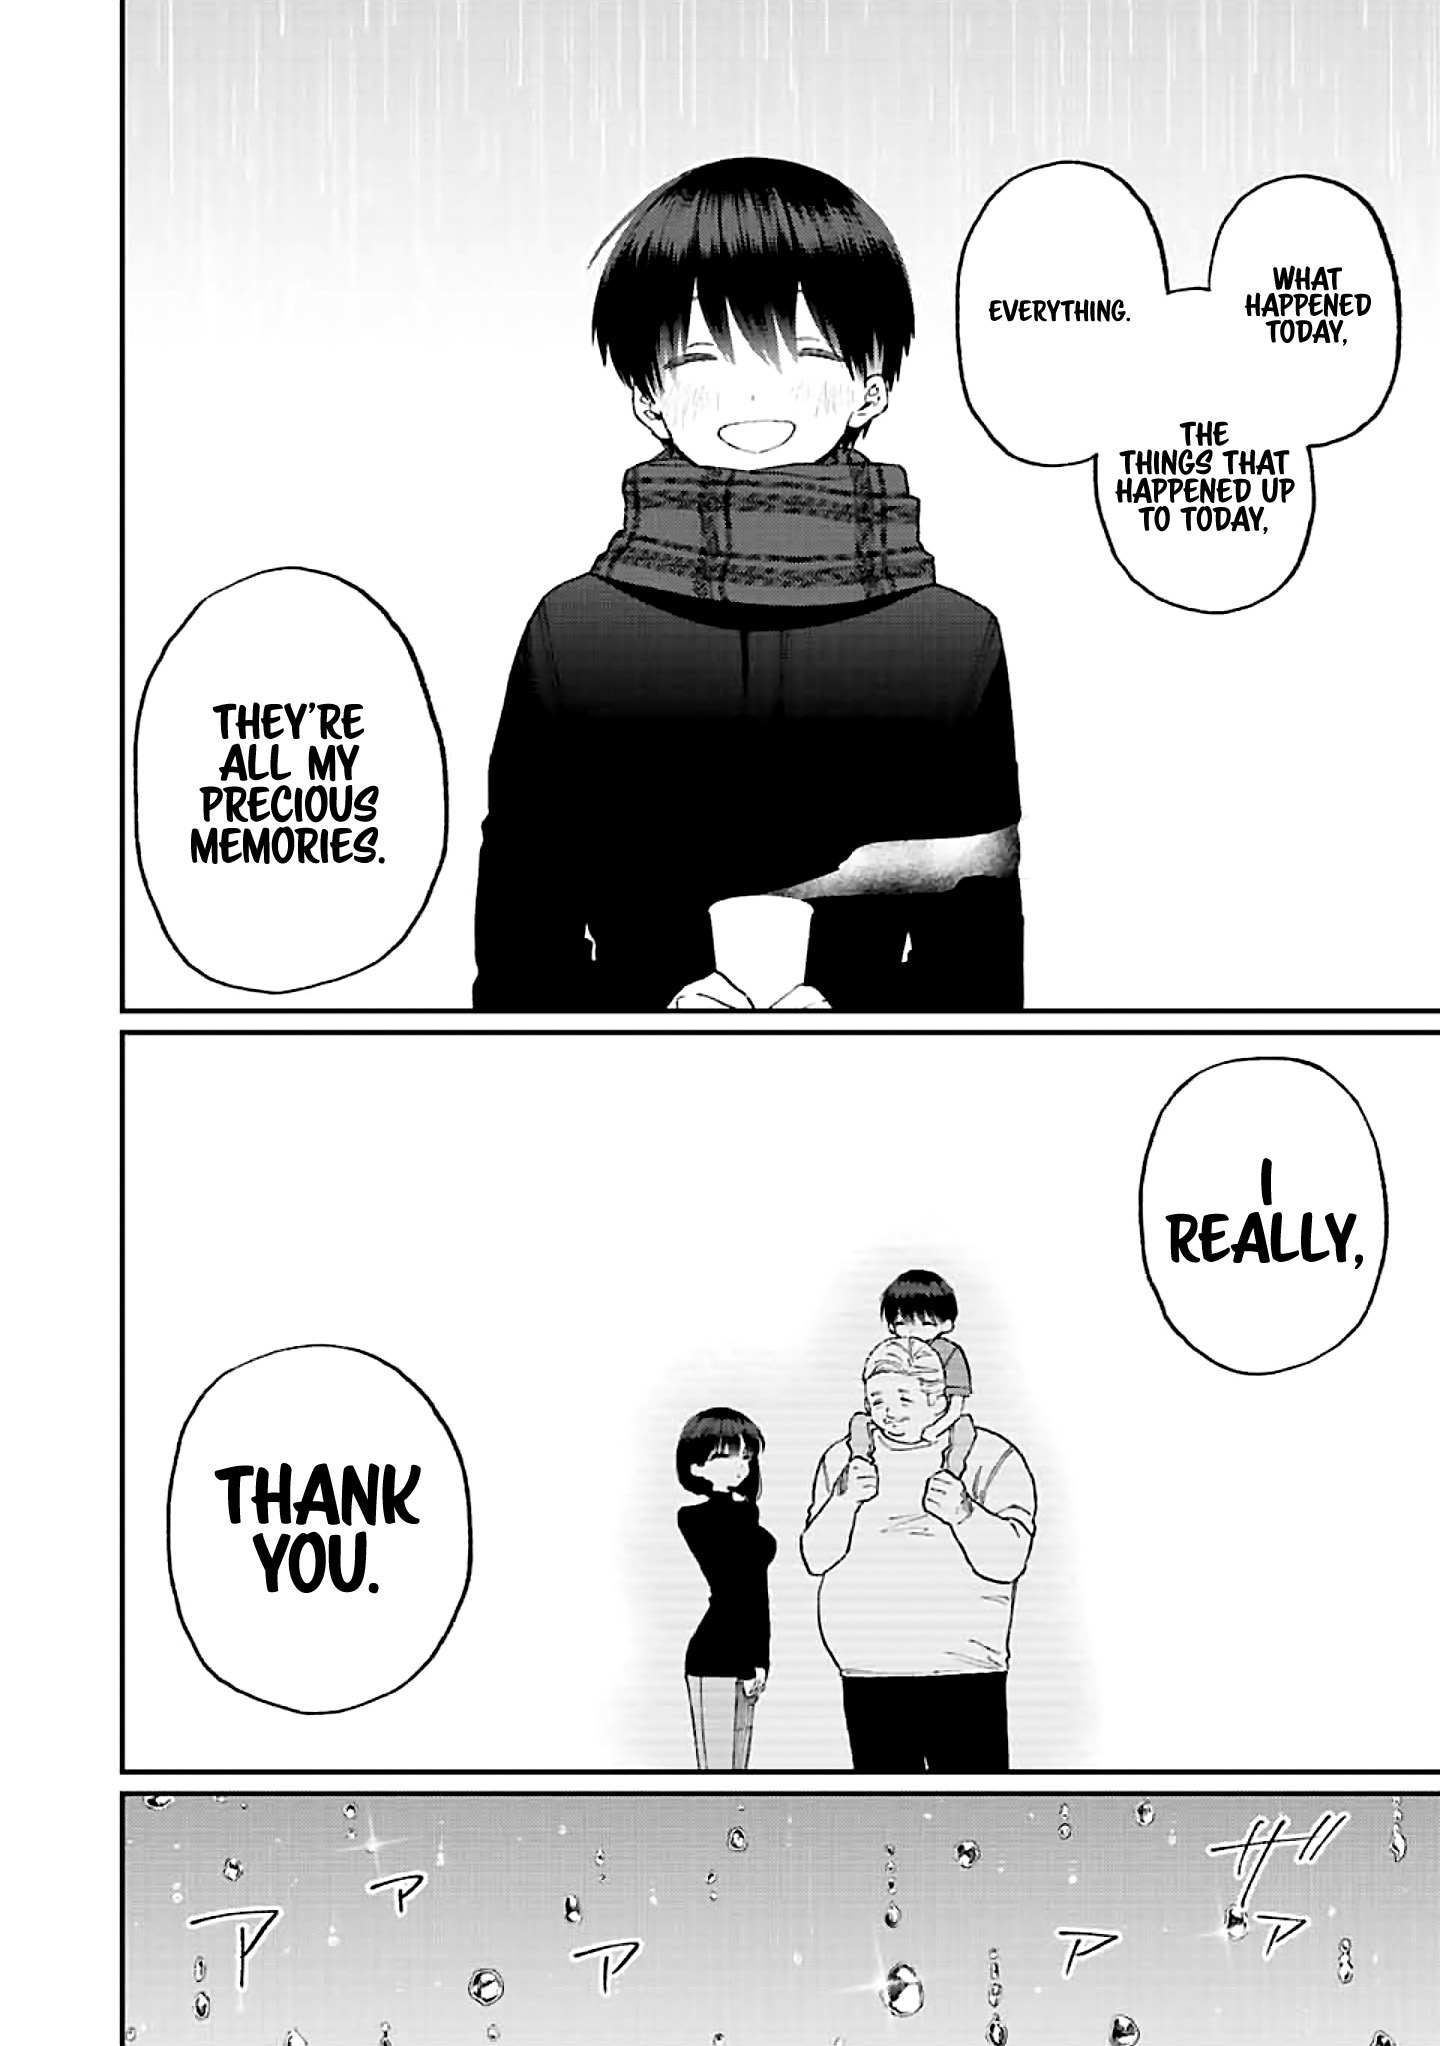 WHAT
HAPPENED
TODAY,
THE
THINGS THAT
HAPPENED UP
TO TODAY,
EVERYTHING.
THEY'RE
ALL MY
PRECIOUS
MEMORIES.
I
REALLY,
THANK
YOU.
ザァァァァァ